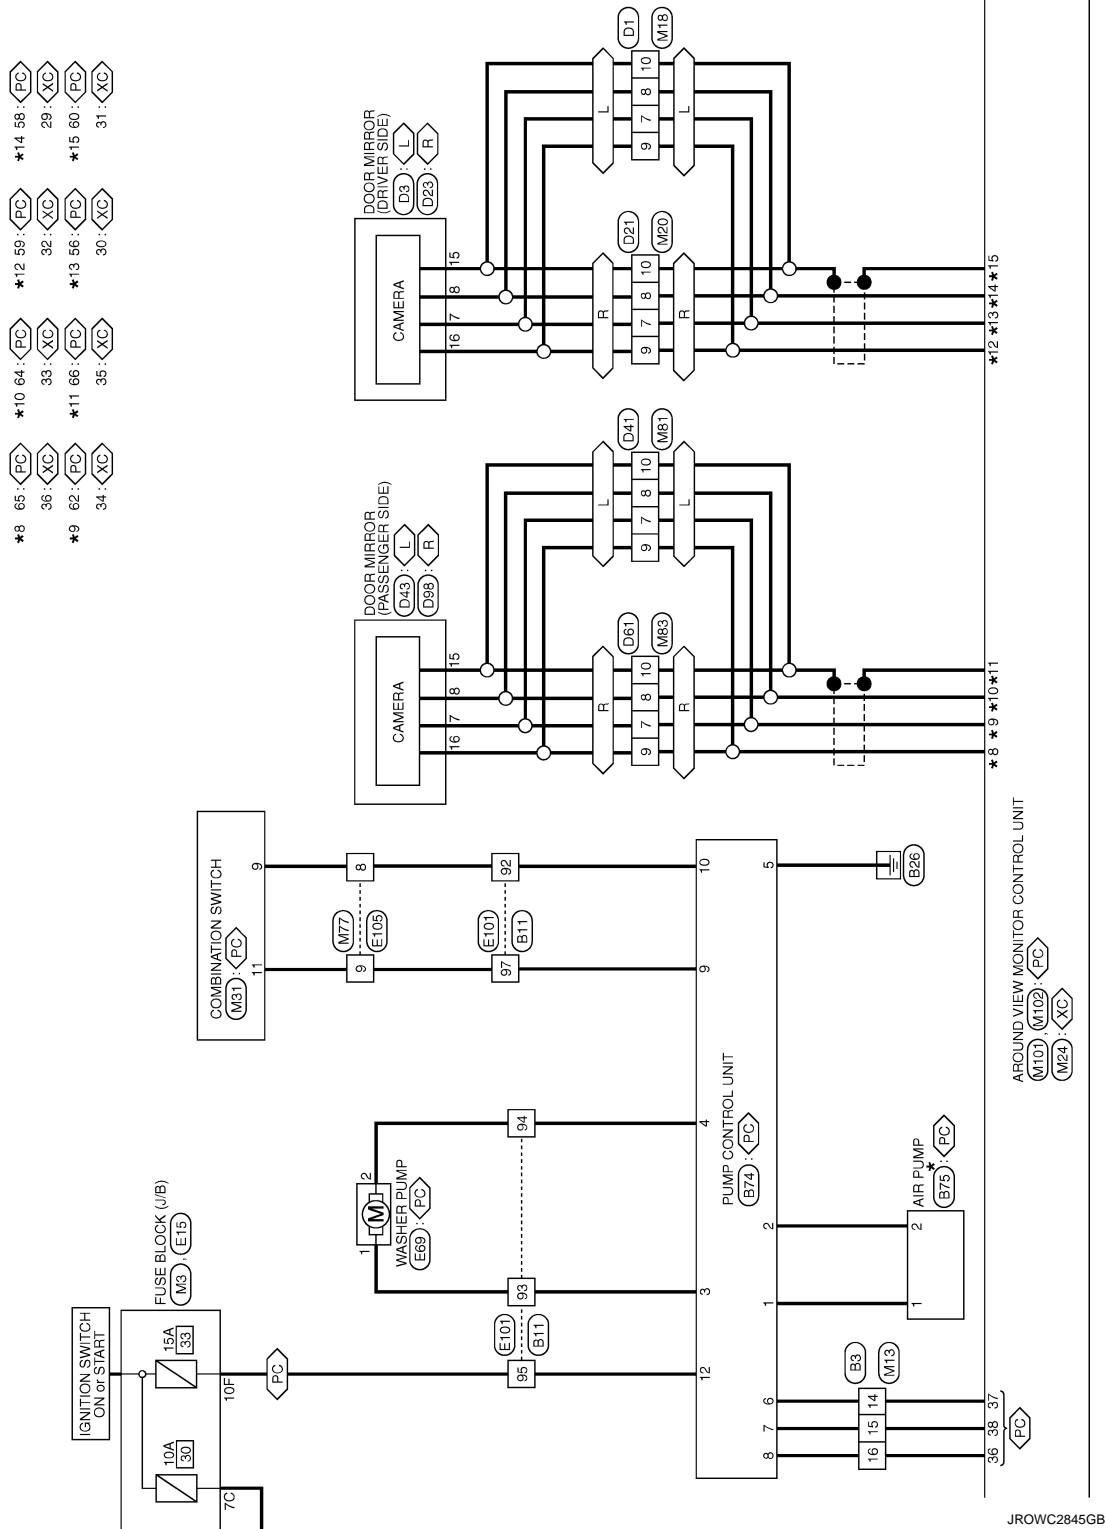 *8 65 : PC
36 : XC
*9 62 : PC
34 : XC
*10 64 : PC
33 : XC
*11 66 : PC
35 : XC
*12 59 : PC
32 : XC
*13 56 : PC
30 : XC
*14 58 : PC
29 : XC
*15 60 : PC
31 : XC
IGNITION SWITCH
ON or START
FUSE BLOCK (J/B)
M3 , E15
10A
30
15A
33
7C
10F
PC
E101
B11
95
93
94
WASHER PUMP
E69 : PC
1
M
2
COMBINATION SWITCH
M31 : PC
11
9
M77
E105
9
8
E101
B11
97
92
PUMP CONTROL UNIT
B74 : PC
12
3
4
9
10
8
7
6
1
2
5
B26
AIR PUMP
B75 * : PC
1
2
B3
M13
16
15
14
36
38
37
PC
AROUND VIEW MONITOR CONTROL UNIT
M101 , M102 : PC
M24 : XC
DOOR MIRROR
(PASSENGER SIDE)
D43 : L
D98 : R
CAMERA
16
7
8
15
R
D61
M83
9
7
8
10
R
L
D41
M81
9
7
8
10
L
*8
*9
*10
*11
DOOR MIRROR
(DRIVER SIDE)
D3 : L
D23 : R
CAMERA
16
7
8
15
R
D21
M20
9
7
8
10
R
L
D1
M18
9
7
8
10
L
*12
*13
*14
*15
JROWC2845GB